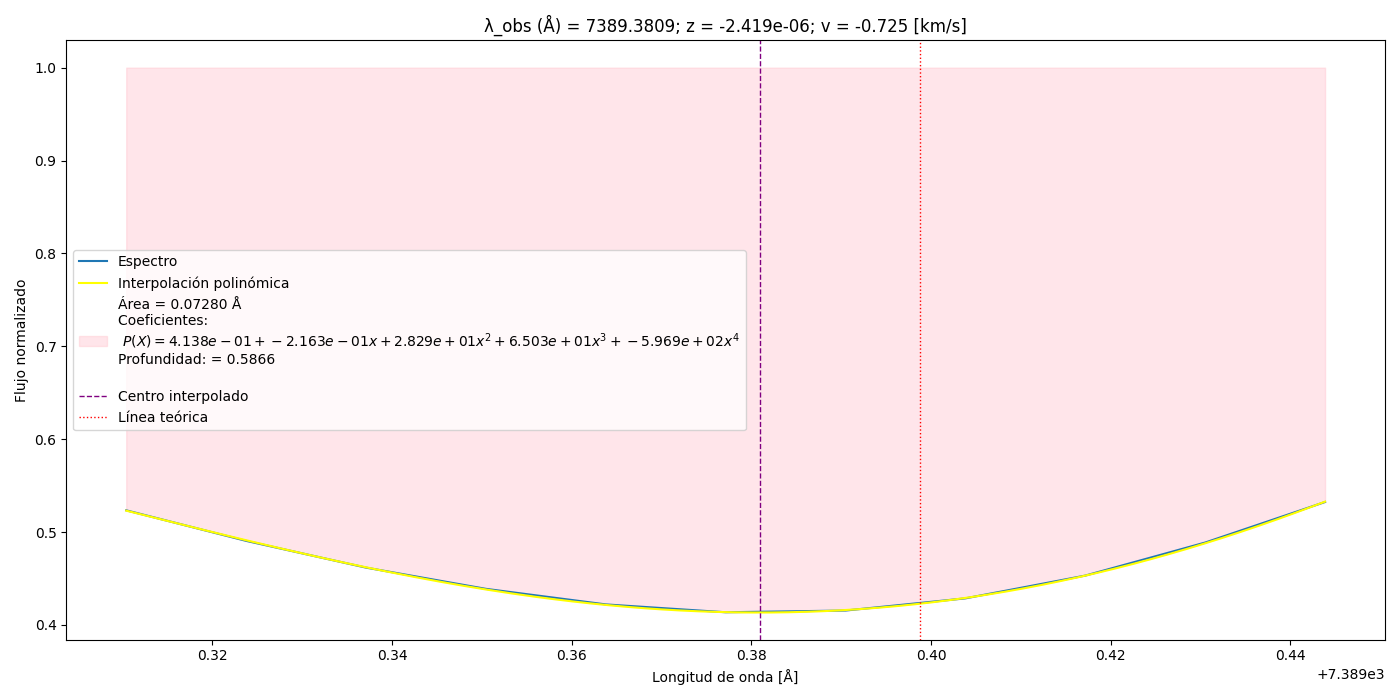 λ_obs (Å) = 7389.3809; z = -2.419e-06; v = -0.725 [km/s]
Flujo normalizado
1.0
0.9
0.8
0.7
0.6
0.5
0.4
Espectro
Interpolación polinómica
Área = 0.07280 Å
Coeficientes:
P(X) = 4.138e − 01 + − 2.163e − 01x + 2.829e + 01x² + 6.503e + 01x³ + − 5.969e + 02x⁴
Profundidad: = 0.5866
Centro interpolado
Línea teórica
0.32
0.34
0.36
0.38
0.40
0.42
0.44
+7.389e3
Longitud de onda [Å]